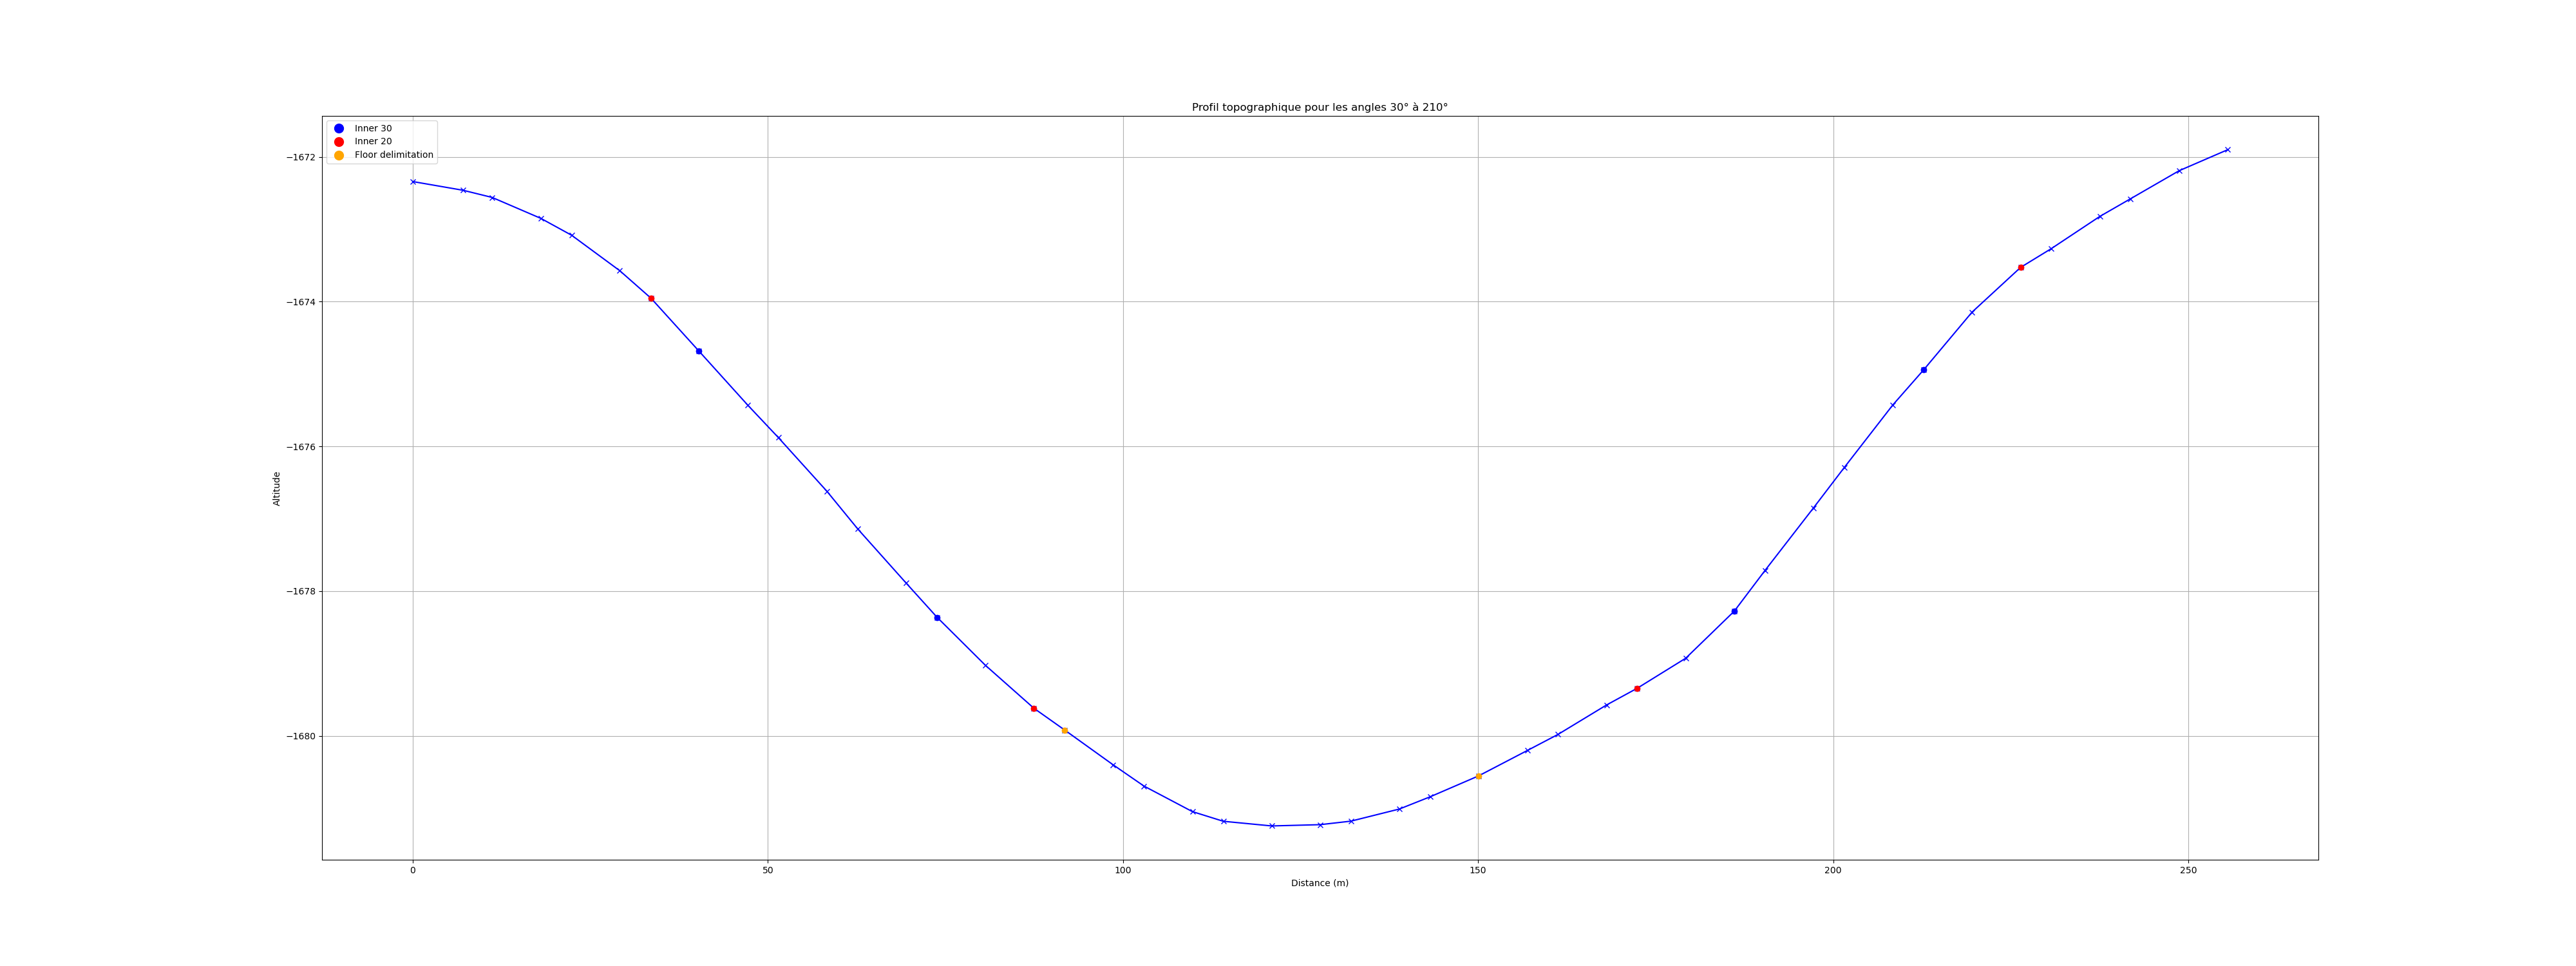 Profil topographique pour les angles 30° à 210°
Inner 30
Inner 20
Floor delimitation
−1672
−1674
−1676
−1678
−1680
Altitude
0 50 100 150 200 250
Distance (m)